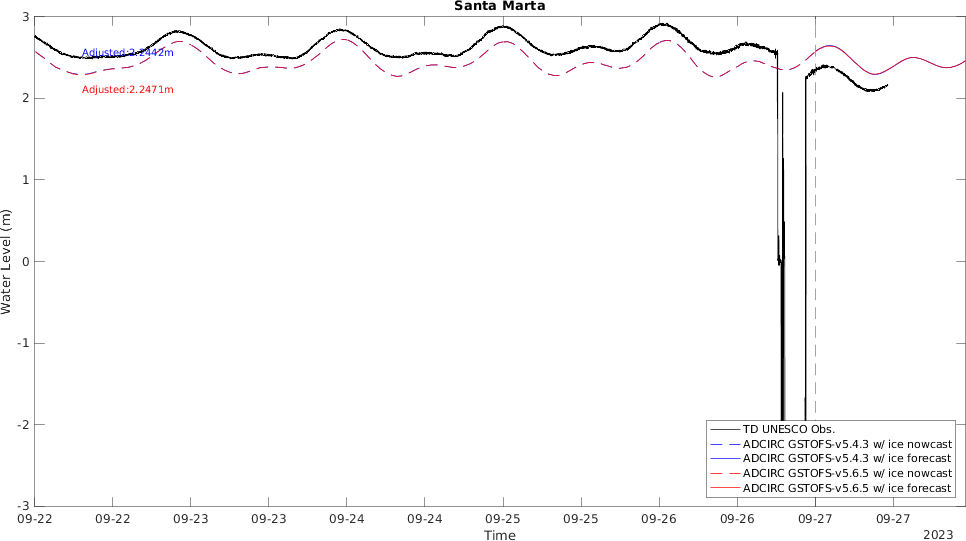 Santa Marta
3
Adjusted:2.2442m
Adjusted:2.2471m
2
1
0
-1
-2
-3
Water Level (m)
TD UNESCO Obs.
ADCIRC GSTOFS-v5.4.3 w/ ice nowcast
ADCIRC GSTOFS-v5.4.3 w/ ice forecast
ADCIRC GSTOFS-v5.6.5 w/ ice nowcast
ADCIRC GSTOFS-v5.6.5 w/ ice forecast
09-22 09-22 09-23 09-23 09-24 09-24 09-25 09-25 09-26 09-26 09-27 09-27
Time
2023